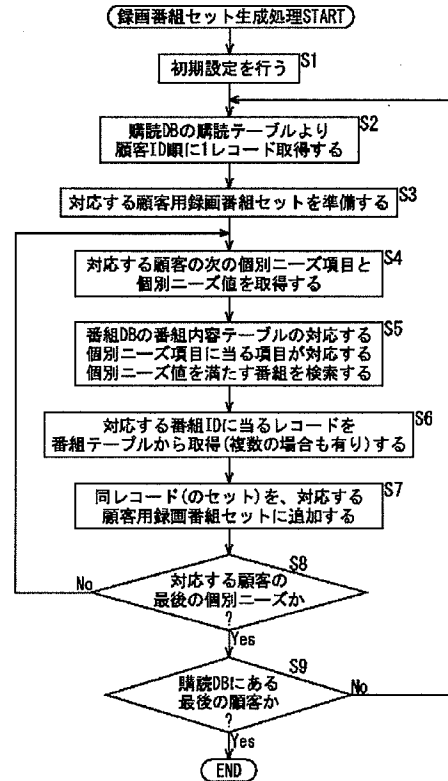 録画番組セット生成処理START
初期設定を行う
S1
購読DBの購読テーブルより
顧客ID順に1レコード取得する
S2
対応する顧客用録画番組セットを準備する
S3
対応する顧客の次の個別ニーズ項目と
個別ニーズ値を取得する
S4
番組DBの番組内容テーブルの対応する
個別ニーズ項目に当る項目が対応する
個別ニーズ値を満たす番組を検索する
S5
対応する番組IDに当るレコードを
番組テーブルから取得(複数の場合も有り)する
S6
同レコード(のセット)を、対応する
顧客用録画番組セットに追加する
S7
対応する顧客の
最後の個別ニーズか
?
S8
No
Yes
購読DBにある
最後の顧客か
?
S9
No
Yes
END